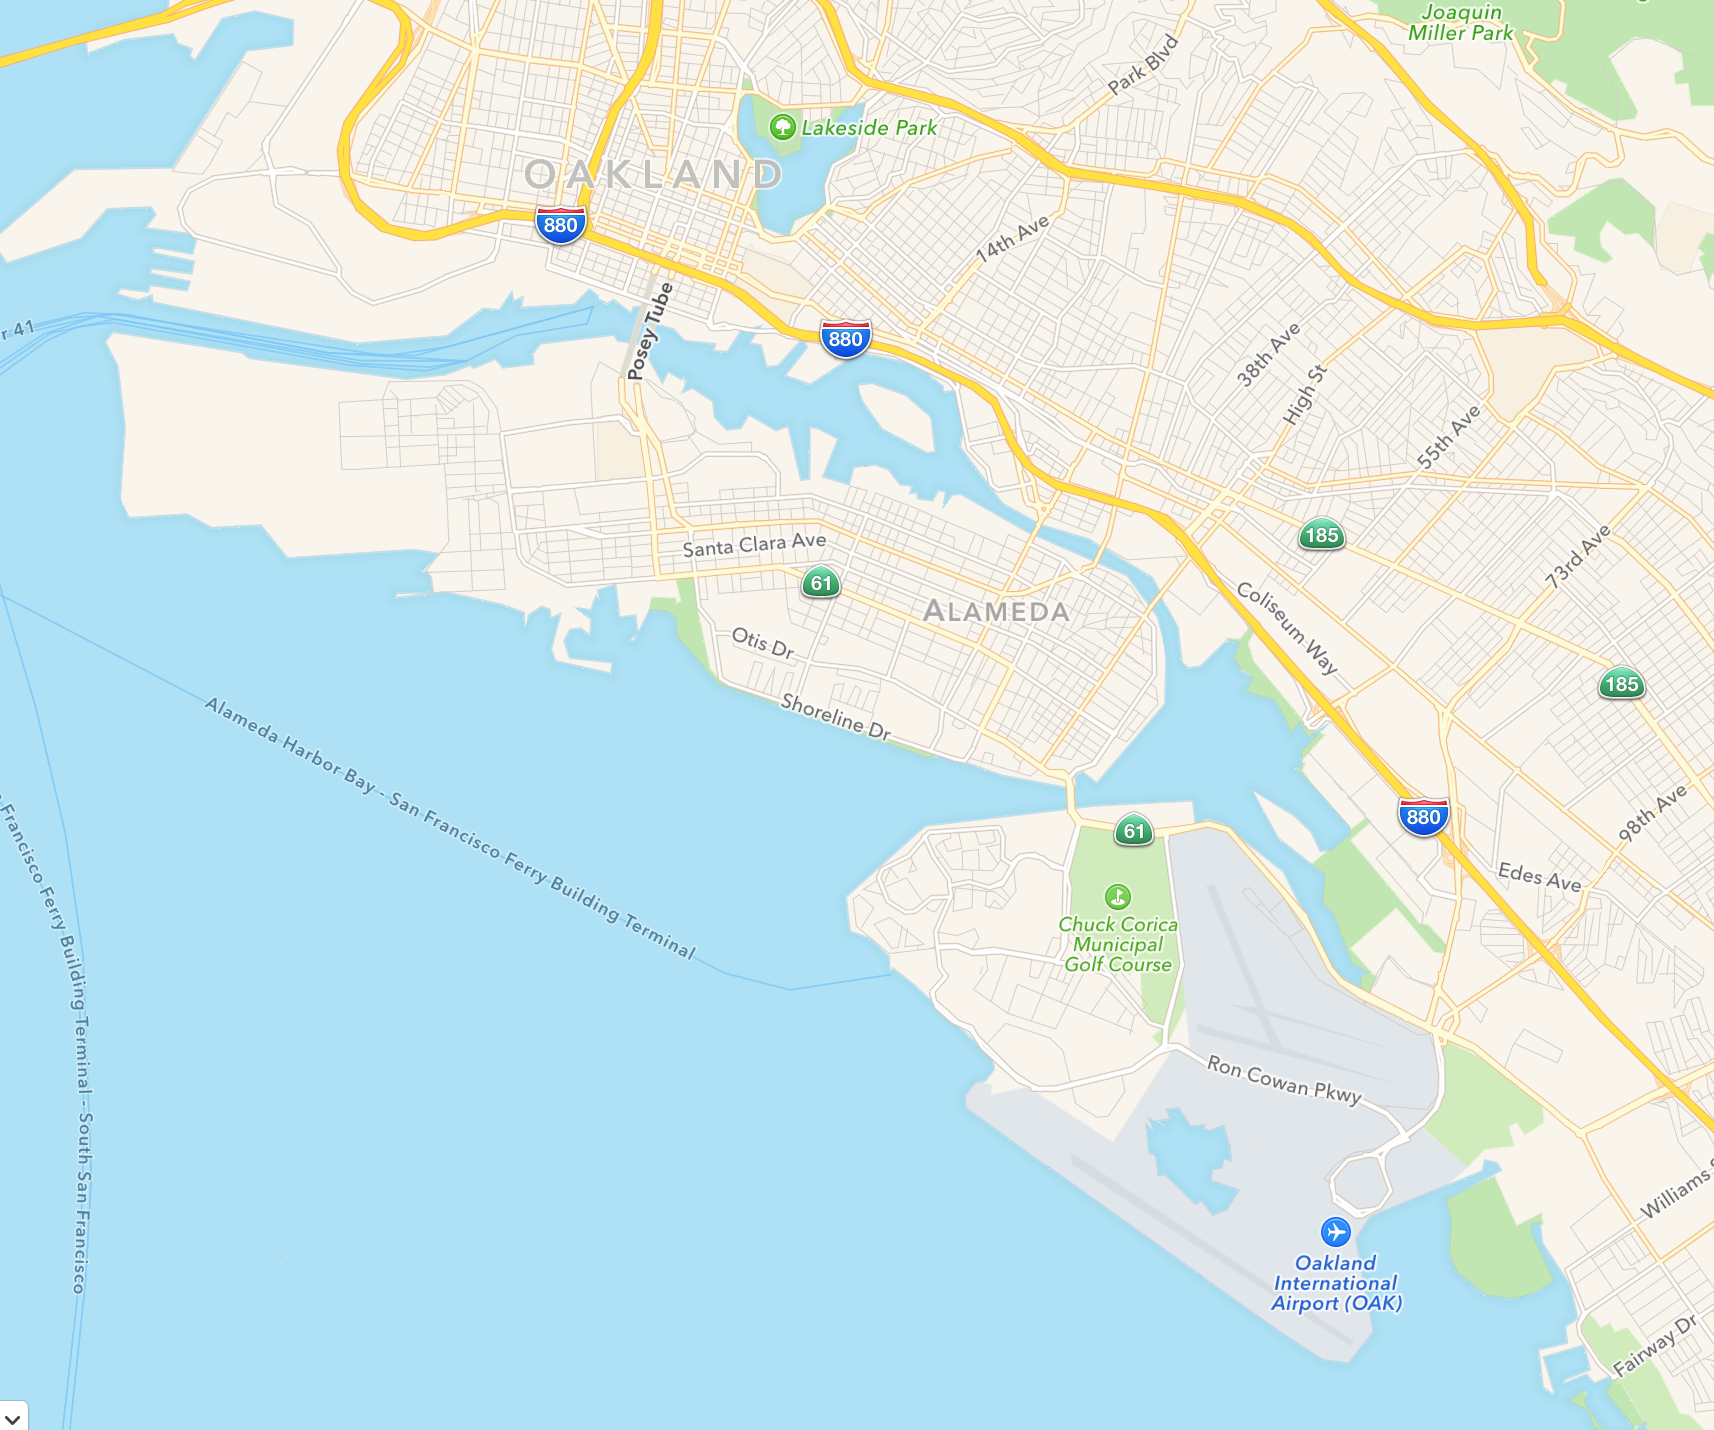 Joaquin
Miller Park
Park Blvd
Lakeside Park
OAKLAND
880
14th Ave
Posey Tube
r 41
880
38th Ave
High St
55th Ave
185
73rd Ave
Santa Clara Ave
61
ALAMEDA
Coliseum Way
Otis Dr
185
Shoreline Dr
Alameda Harbor Bay - San Francisco Ferry Building Terminal
Francisco Ferry Building Terminal - South San Francisco
880
98th Ave
61
Edes Ave
Chuck Corica
Municipal
Golf Course
Ron Cowan Pkwy
Williams
Oakland
International
Airport (OAK)
Fairway Dr